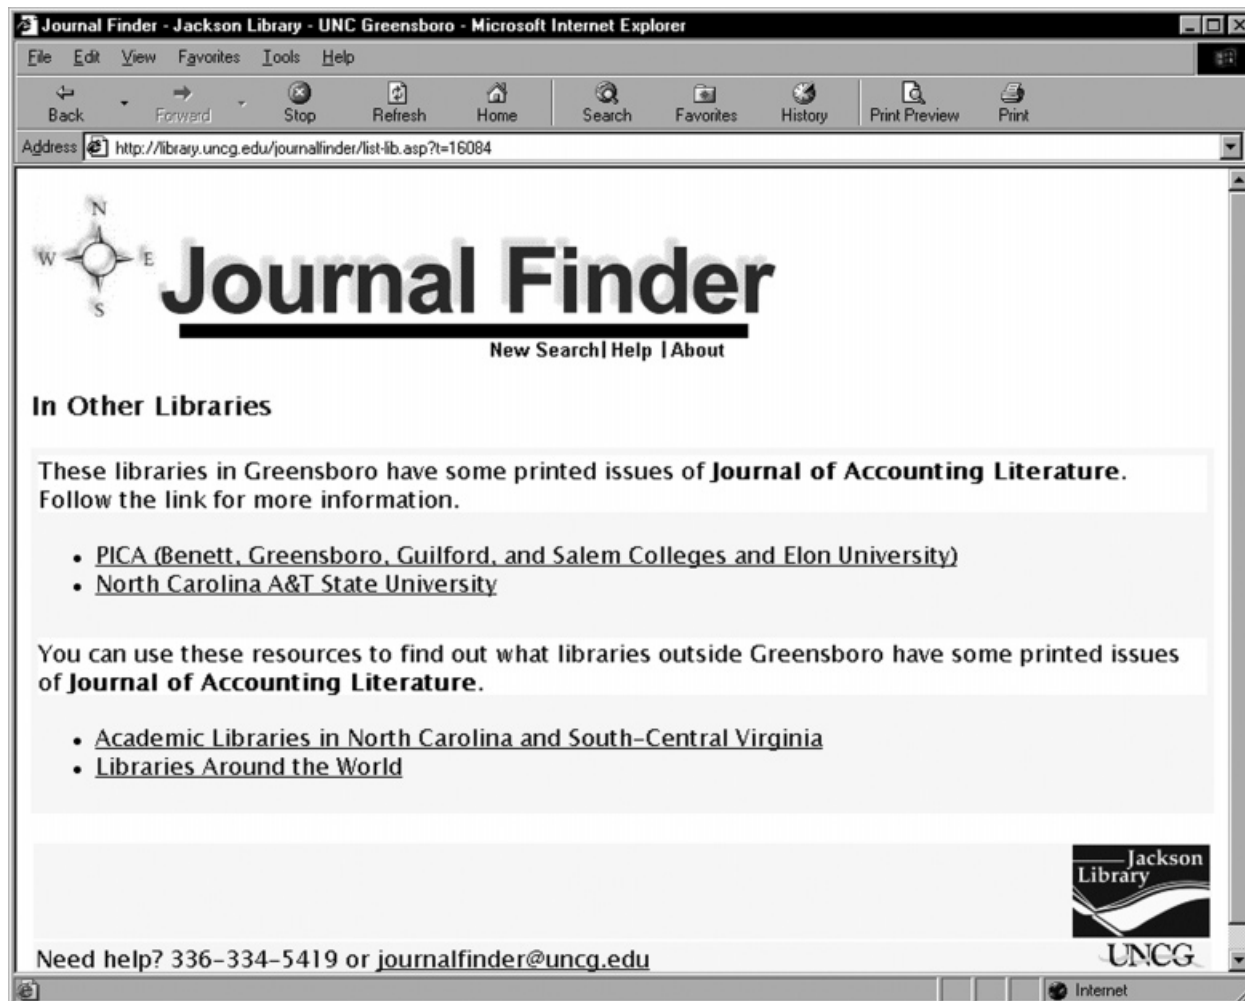 Journal Finder - Jackson Library - UNC Greensboro - Microsoft Internet Explorer
File Edit View Favorites Tools Help
Back Forward Stop Refresh Home Search Favorites History Print Preview Print
Address http://library.uncg.edu/journalfinder/list-lib.asp?t=16084
N
W E
S
Journal Finder
New Search| Help | About
In Other Libraries
These libraries in Greensboro have some printed issues of Journal of Accounting Literature.
Follow the link for more information.
• PICA (Benett, Greensboro, Guilford, and Salem Colleges and Elon University)
• North Carolina A&T State University
You can use these resources to find out what libraries outside Greensboro have some printed issues
of Journal of Accounting Literature.
• Academic Libraries in North Carolina and South-Central Virginia
• Libraries Around the World
Jackson
Library
UNCG
Need help? 336-334-5419 or journalfinder@uncg.edu
Internet